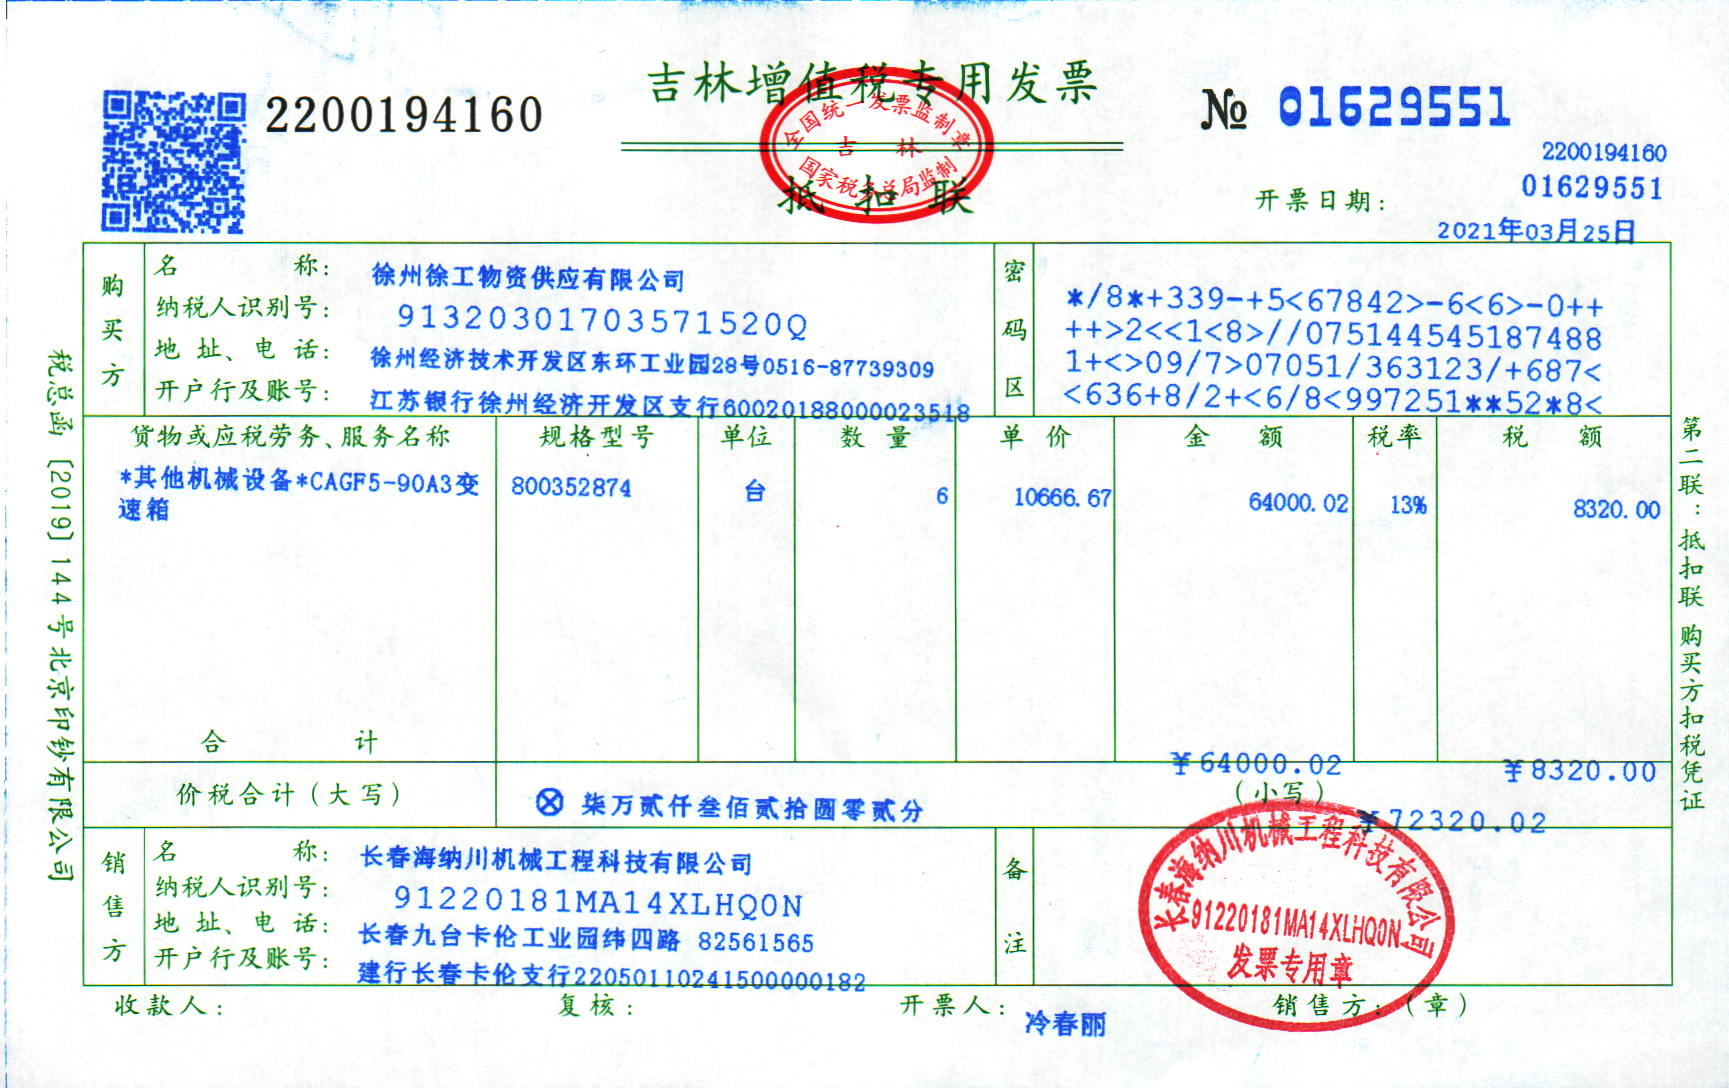 吉林增值税专用发票
2200194160
№ 01629551
全国统一发票监制章
吉 林
国家税务总局监制
抵 扣 联
2200194160
01629551
开票日期:
2021年03月25日
购买方
名 称: 徐州徐工物资供应有限公司
纳税人识别号: 91320301703571520Q
地 址、电 话: 徐州经济技术开发区东环工业园28号0516-87739309
开户行及账号: 江苏银行徐州经济开发区支行60020188000023518
密码区
*/8*+339-+5<67842>-6<6>-0++
++>2<<1<8>//075144545187488
1+<>09/7>07051/363123/+687<
<636+8/2+<6/8<997251**52*8<
货物或应税劳务、服务名称 规格型号 单位 数 量 单 价 金 额 税率 税 额
*其他机械设备*CAGF5-90A3变 800352874 台 6 10666.67 64000.02 13% 8320.00
速箱
合 计 ¥64000.02 ¥8320.00
价税合计(大写) ⊗ 柒万贰仟叁佰贰拾圆零贰分 (小写) ¥72320.02
销售方
名 称: 长春海纳川机械工程科技有限公司
纳税人识别号: 91220181MA14XLHQ0N
地 址、电 话: 长春九台卡伦工业园纬四路 82561565
开户行及账号: 建行长春卡伦支行22050110241500000182
备注
长春海纳川机械工程科技有限公司
91220181MA14XLHQ0N
发票专用章
收款人: 复核: 开票人: 冷春丽 销售方:(章)
税总函〔2019〕144号北京印钞有限公司
第二联:抵扣联 购买方扣税凭证